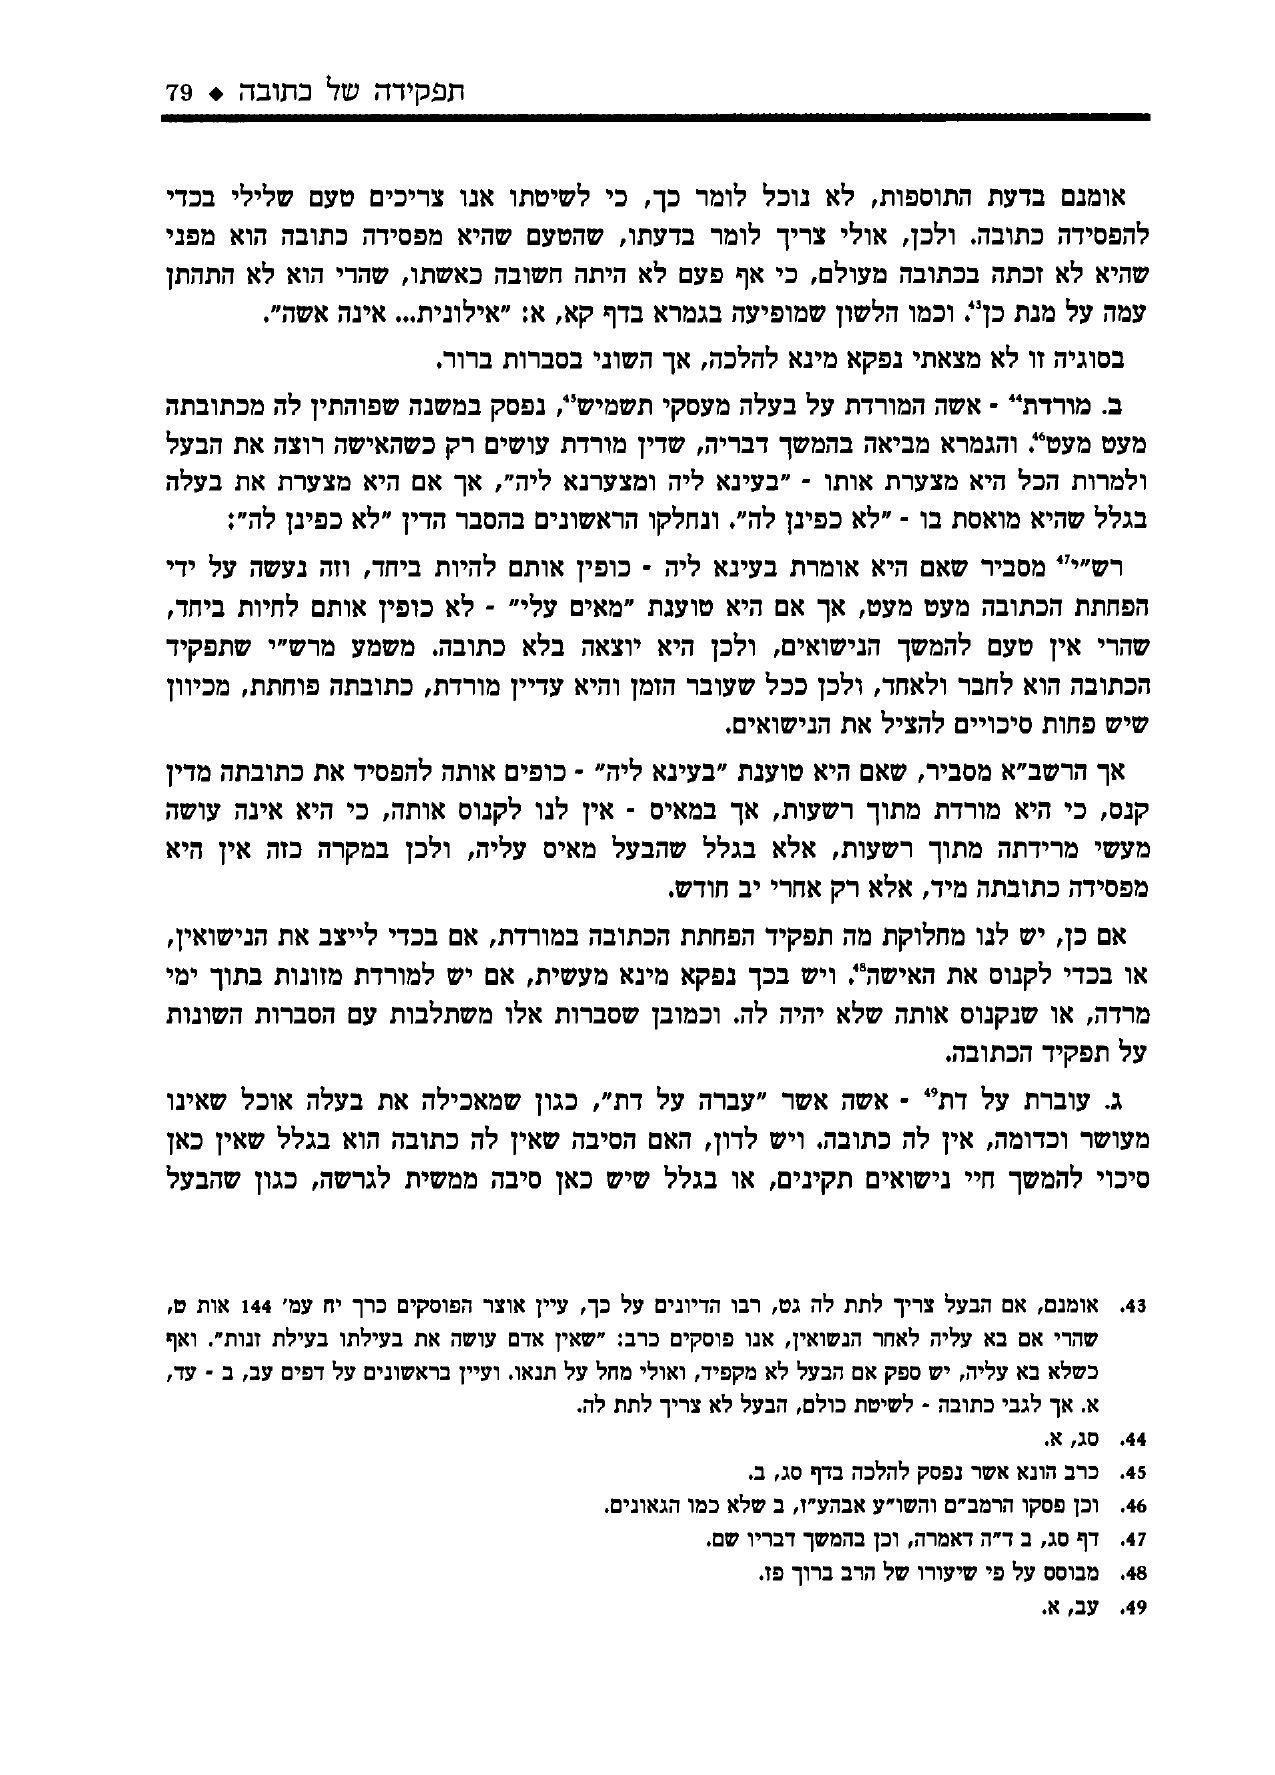 תפקידה של כתובה ◆ 79
אומנם בדעת התוספות, לא נוכל לומר כך, כי לשיטתו אנו צריכים טעם שלילי בכדי
להפסידה כתובה. ולכן, אולי צריך לומר בדעתו, שהטעם שהיא מפסידה כתובה הוא מפני
שהיא לא זכתה בכתובה מעולם, כי אף פעם לא היתה חשובה כאשתו, שהרי הוא לא התחתן
עמה על מנת כן43. וכמו הלשון שמופיעה בגמרא בדף קא, א: "אילונית... אינה אשה".
בסוגיה זו לא מצאתי נפקא מינא להלכה, אך השוני בסברות ברור.
ב. מורדת44 - אשה המורדת על בעלה מעסקי תשמיש45, נפסק במשנה שפוהתין לה מכתובתה
מעט מעט46. והגמרא מביאה בהמשך דבריה, שדין מורדת עושים רק כשהאישה רוצה את הבעל
ולמרות הכל היא מצערת אותו - "בעינא ליה ומצערנא ליה", אך אם היא מצערת את בעלה
בגלל שהיא מואסת בו - "לא כפינן לה". ונחלקו הראשונים בהסבר הדין "לא כפינן לה":
רש"י47 מסביר שאם היא אומרת בעינא ליה - כופין אותם להיות ביחד, וזה נעשה על ידי
הפחתת הכתובה מעט מעט, אך אם היא טוענת "מאים עלי" - לא כופין אותם לחיות ביחד,
שהרי אין טעם להמשך הנישואים, ולכן היא יוצאה בלא כתובה. משמע מרש"י שתפקיד
הכתובה הוא לחבר ולאחד, ולכן ככל שעובר הזמן והיא עדיין מורדת, כתובתה פוחתת, מכיוון
שיש פחות סיכויים להציל את הנישואים.
אך הרשב"א מסביר, שאם היא טוענת "בעינא ליה" - כופים אותה להפסיד את כתובתה מדין
קנס, כי היא מורדת מתוך רשעות, אך במאיס - אין לנו לקנוס אותה, כי היא אינה עושה
מעשי מרידתה מתוך רשעות, אלא בגלל שהבעל מאיס עליה, ולכן במקרה כזה אין היא
מפסידה כתובתה מיד, אלא רק אחרי יב חודש.
אם כן, יש לנו מחלוקת מה תפקיד הפחתת הכתובה במורדת, אם בכדי לייצב את הנישואין,
או בכדי לקנוס את האישה48. ויש בכך נפקא מינא מעשית, אם יש למורדת מזונות בתוך ימי
מרדה, או שנקנוס אותה שלא יהיה לה. וכמובן שסברות אלו משתלבות עם הסברות השונות
על תפקיד הכתובה.
ג. עוברת על דת49 - אשה אשר "עברה על דת", כגון שמאכילה את בעלה אוכל שאינו
מעושר וכדומה, אין לה כתובה. ויש לדון, האם הסיבה שאין לה כתובה הוא בגלל שאין כאן
סיכוי להמשך חיי נישואים תקינים, או בגלל שיש כאן סיבה ממשית לגרשה, כגון שהבעל
43. אומנם, אם הבעל צריך לתת לה גט, רבו הדיונים על כך, עיין אוצר הפוסקים כרך יח עמ' 144 אות ט,
שהרי אם בא עליה לאחר הנשואין, אנו פוסקים כרב: "שאין אדם עושה את בעילתו בעילת זנות". ואף
כשלא בא עליה, יש ספק אם הבעל לא מקפיד, ואולי מחל על תנאו. ועיין בראשונים על דפים עב, ב - עד,
א. אך לגבי כתובה - לשיטת כולם, הבעל לא צריך לתת לה.
44. סג, א.
45. כרב הונא אשר נפסק להלכה בדף סג, ב.
46. וכן פסקו הרמב"ם והשו"ע אבהע"ז, ב שלא כמו הגאונים.
47. דף סג, ב ד"ה דאמרה, וכן בהמשך דבריו שם.
48. מבוסס על פי שיעורו של הרב ברוך פז.
49. עב, א.